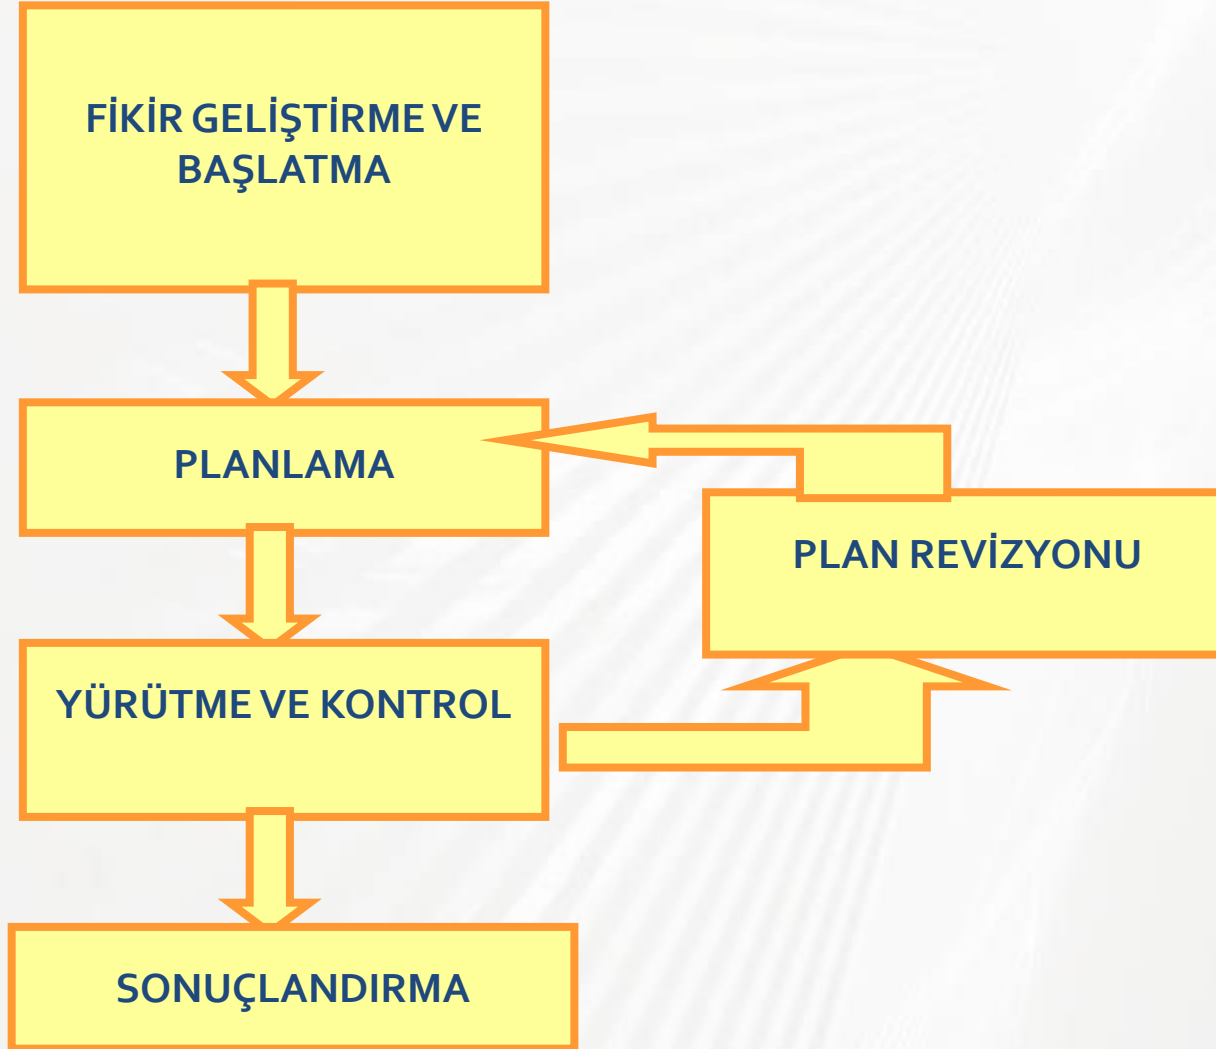 FİKİR GELİŞTİRME VE
BAŞLATMA
PLANLAMA
PLAN REVİZYONU
YÜRÜTME VE KONTROL
SONUÇLANDIRMA